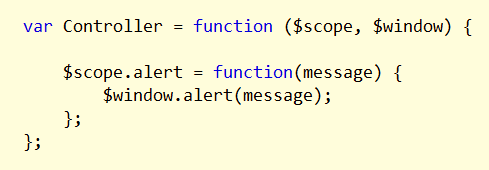 var Controller = function ($scope, $window) {
    $scope.alert = function(message) {
        $window.alert(message);
    };
};